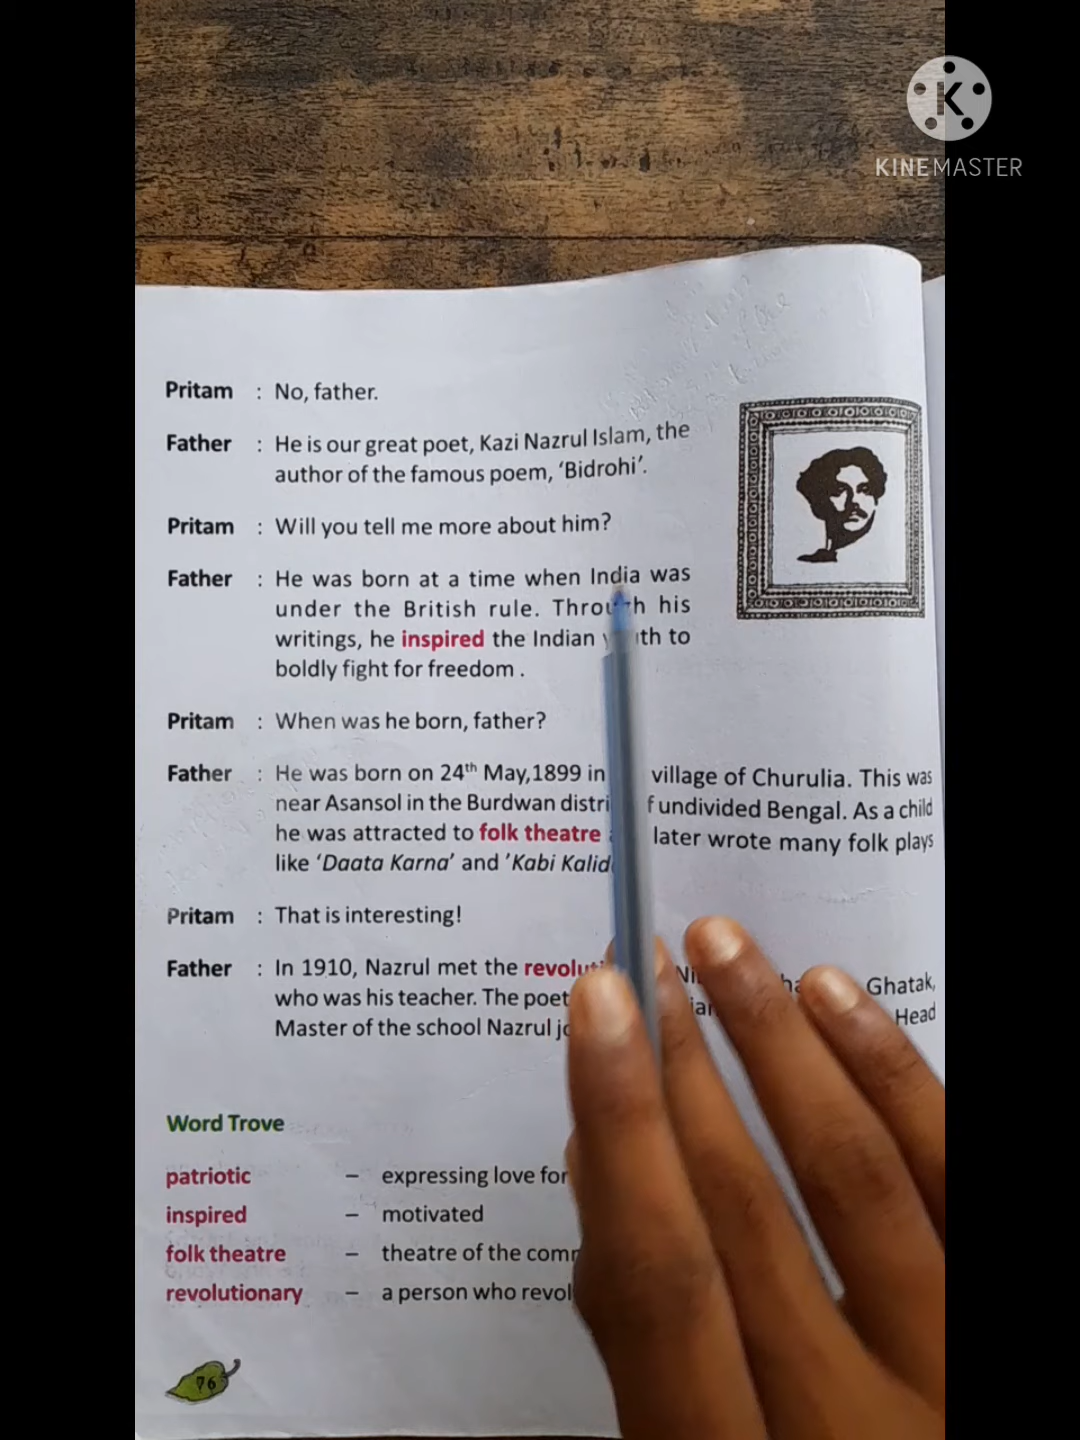 KINEMASTER
Pritam : No, father.
Father : He is our great poet, Kazi Nazrul Islam, the
author of the famous poem, ‘Bidrohi’.
Pritam : Will you tell me more about him?
Father : He was born at a time when India was
under the British rule. Through his
writings, he inspired the Indian youth to
boldly fight for freedom .
Pritam : When was he born, father?
Father : He was born on 24th May,1899 in village of Churulia. This was
near Asansol in the Burdwan undivided Bengal. As a child
he was attracted to folk theatre later wrote many folk plays
like ‘Daata Karna’ and ’Kabi
Pritam : That is interesting!
Father : In 1910, Nazrul met the Ghatak,
who was his teacher. The poet
Master of the school Nazrul Head
Word Trove
patriotic – expressing love for
inspired – motivated
folk theatre – theatre of the
revolutionary – a person who
76